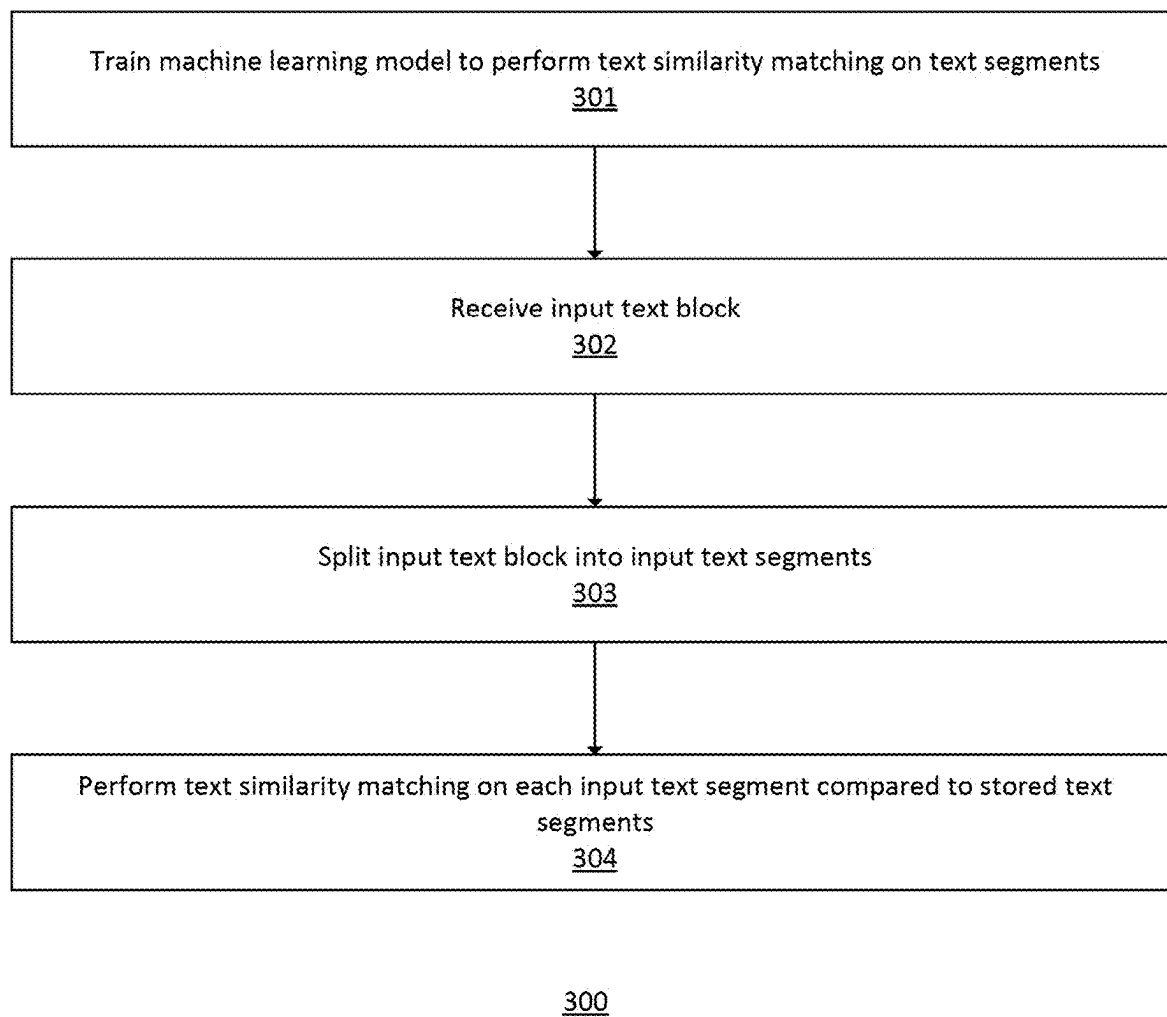 Train machine learning model to perform text similarity matching on text segments
301
Receive input text block
302
Split input text block into input text segments
303
Perform text similarity matching on each input text segment compared to stored text
segments
304
300